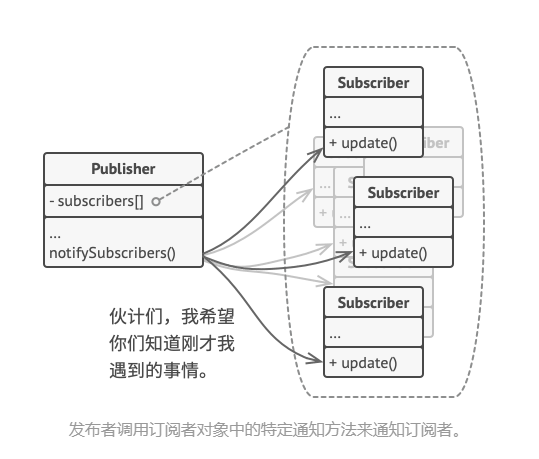 Subscriber
...
+ update()
Publisher
- subscribers[]
...
notifySubscribers()
Subscriber
...
+ update()
Subscriber
...
+ update()
伙计们，我希望
你们知道刚才我
遇到的事情。
发布者调用订阅者对象中的特定通知方法来通知订阅者。